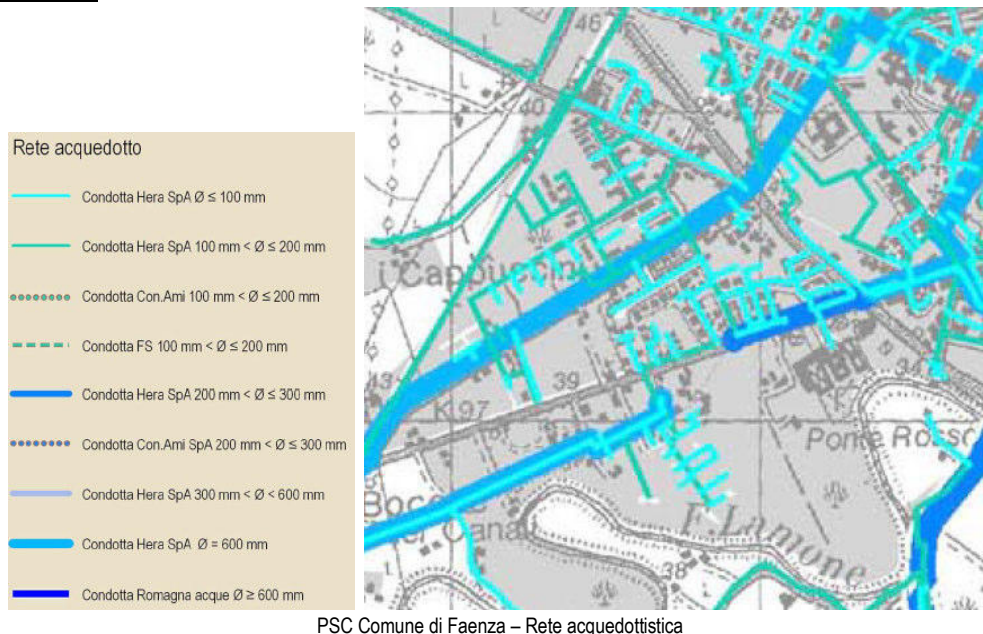 Rete acquedotto
Condotta Hera SpA Ø ≤ 100 mm
Condotta Hera SpA 100 mm < Ø ≤ 200 mm
Condotta Con.Ami 100 mm < Ø ≤ 200 mm
Condotta FS 100 mm < Ø ≤ 200 mm
Condotta Hera SpA 200 mm < Ø ≤ 300 mm
Condotta Con.Ami SpA 200 mm < Ø ≤ 300 mm
Condotta Hera SpA 300 mm < Ø < 600 mm
Condotta Hera SpA Ø = 600 mm
Condotta Romagna acque Ø ≥ 600 mm
46
L
L
40
i Cappuccini
43
39
K.97
34
Ponte Rosso
F. Lamone
38
L
L
PSC Comune di Faenza – Rete acquedottistica